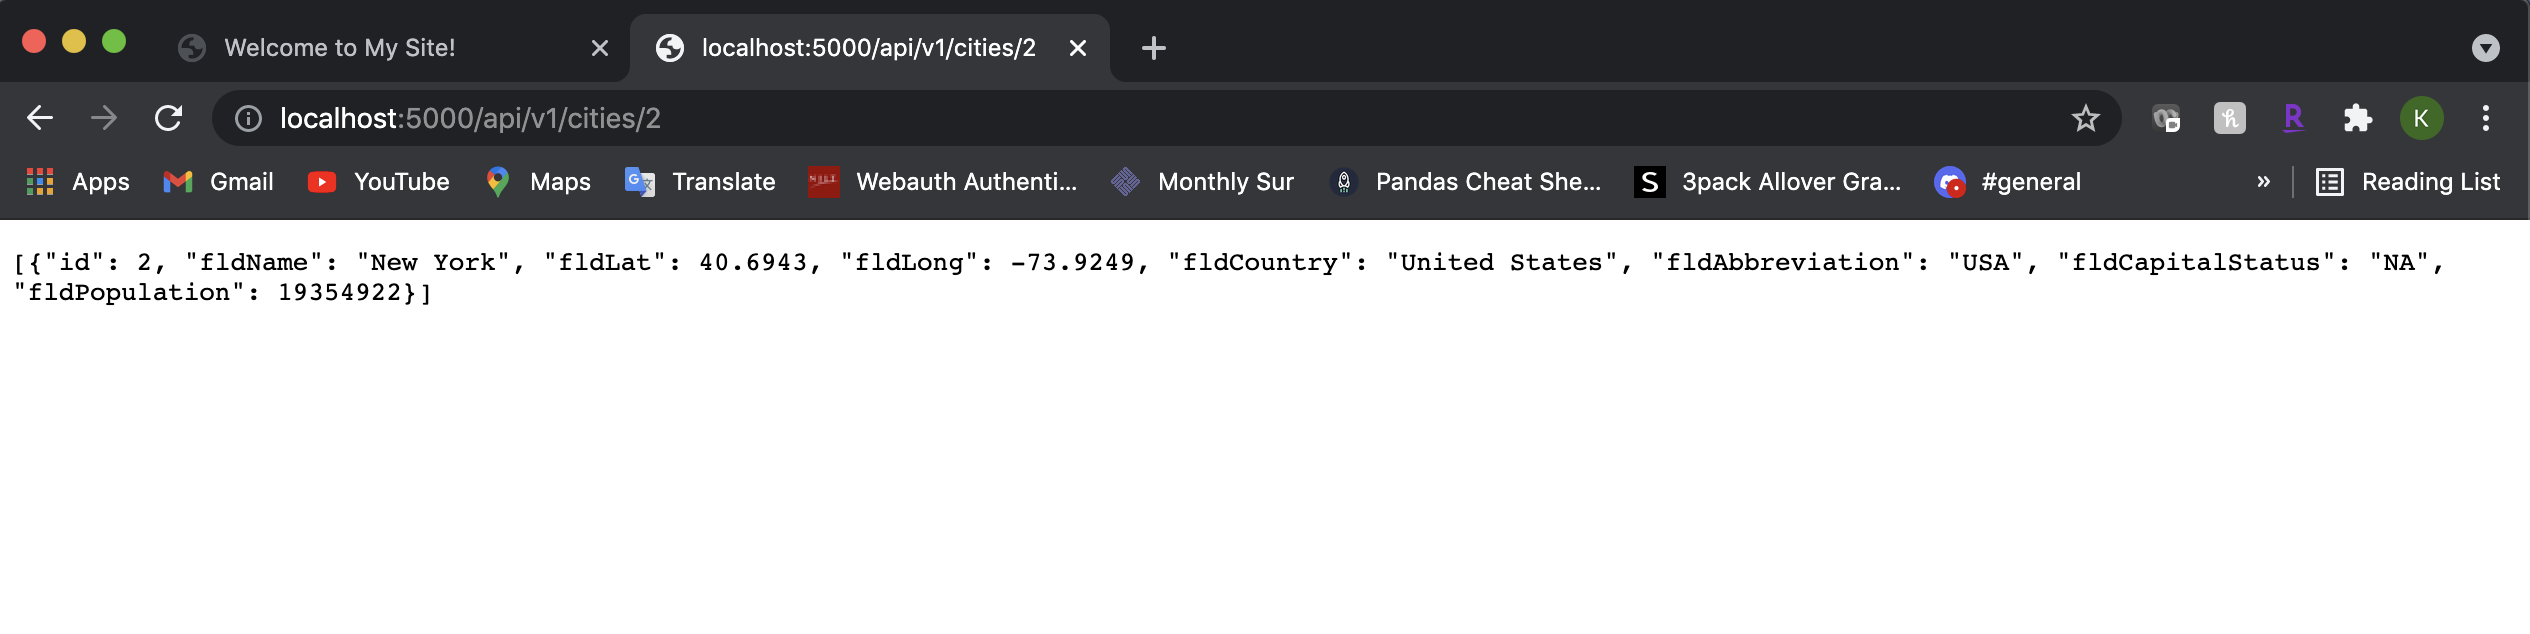 Welcome to My Site!
localhost:5000/api/v1/cities/2
localhost:5000/api/v1/cities/2
K
Apps Gmail YouTube Maps Translate Webauth Authenti... Monthly Sur Pandas Cheat She... S 3pack Allover Gra... #general » Reading List
[{"id": 2, "fldName": "New York", "fldLat": 40.6943, "fldLong": -73.9249, "fldCountry": "United States", "fldAbbreviation": "USA", "fldCapitalStatus": "NA",
"fldPopulation": 19354922}]